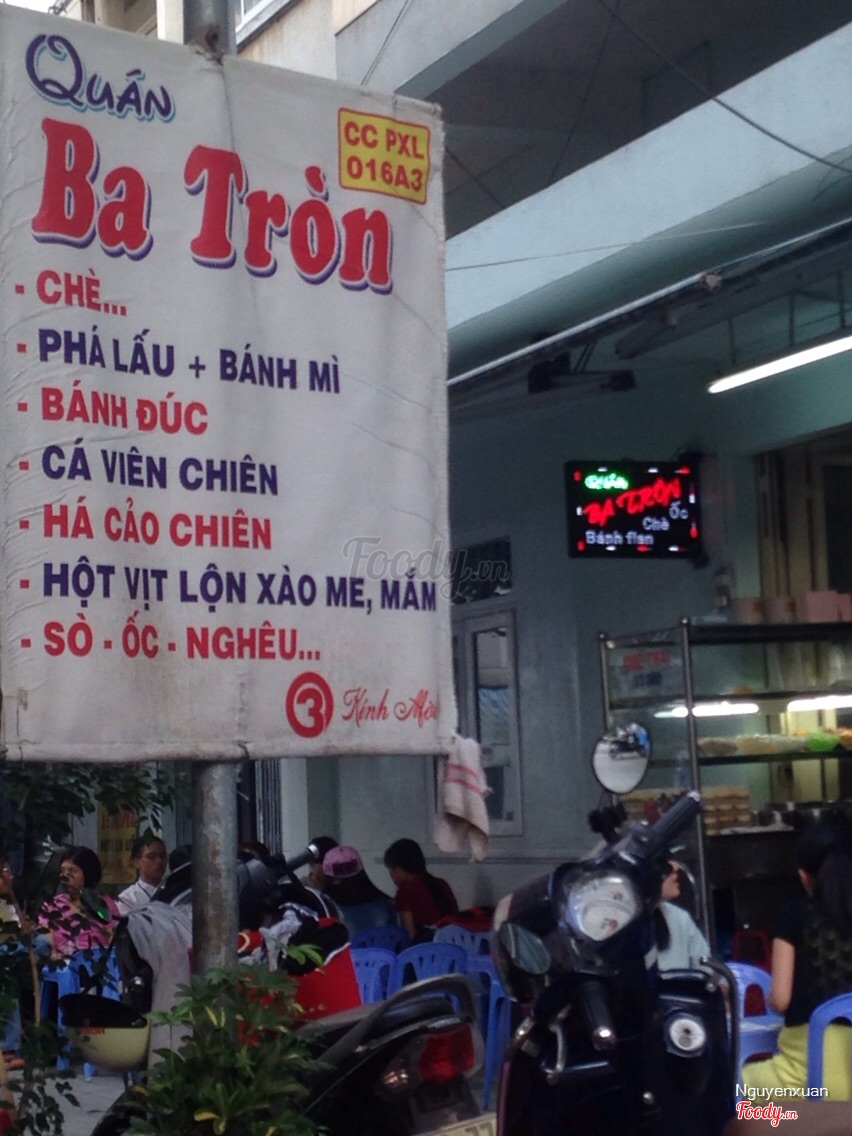 Quán
Ba Tròn
CC PXL
016A3
- CHÈ...
- PHÁ LẤU + BÁNH MÌ
- BÁNH ĐÚC
- CÁ VIÊN CHIÊN
- HÁ CẢO CHIÊN
- HỘT VỊT LỘN XÀO ME, MẮM
- SÒ - ỐC - NGHÊU...
3 Kính Mời
Foody.vn
QUÁN
BA TRÒN
Ốc
Chè
Bánh flan
Nguyenxuan
Foody.vn